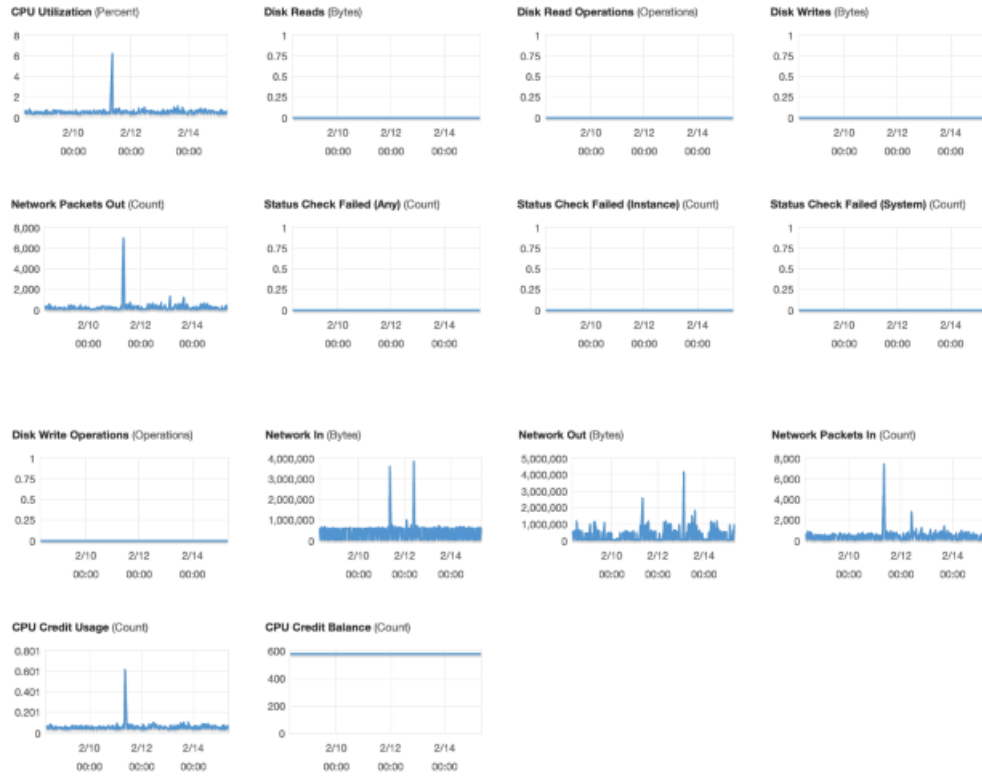 CPU Utilization (Percent)
8
6
4
2
0
2/10 2/12 2/14
00:00 00:00 00:00
Disk Reads (Bytes)
1
0.75
0.5
0.25
0
2/10 2/12 2/14
00:00 00:00 00:00
Disk Read Operations (Operations)
1
0.75
0.5
0.25
0
2/10 2/12 2/14
00:00 00:00 00:00
Disk Writes (Bytes)
1
0.75
0.5
0.25
0
2/10 2/12 2/14
00:00 00:00 00:00
Network Packets Out (Count)
8,000
6,000
4,000
2,000
0
2/10 2/12 2/14
00:00 00:00 00:00
Status Check Failed (Any) (Count)
1
0.75
0.5
0.25
0
2/10 2/12 2/14
00:00 00:00 00:00
Status Check Failed (Instance) (Count)
1
0.75
0.5
0.25
0
2/10 2/12 2/14
00:00 00:00 00:00
Status Check Failed (System) (Count)
1
0.75
0.5
0.25
0
2/10 2/12 2/14
00:00 00:00 00:00
Disk Write Operations (Operations)
1
0.75
0.5
0.25
0
2/10 2/12 2/14
00:00 00:00 00:00
Network In (Bytes)
4,000,000
3,000,000
2,000,000
1,000,000
0
2/10 2/12 2/14
00:00 00:00 00:00
Network Out (Bytes)
5,000,000
4,000,000
3,000,000
2,000,000
1,000,000
0
2/10 2/12 2/14
00:00 00:00 00:00
Network Packets In (Count)
8,000
6,000
4,000
2,000
0
2/10 2/12 2/14
00:00 00:00 00:00
CPU Credit Usage (Count)
0.801
0.601
0.401
0.201
0
2/10 2/12 2/14
00:00 00:00 00:00
CPU Credit Balance (Count)
600
400
200
0
2/10 2/12 2/14
00:00 00:00 00:00